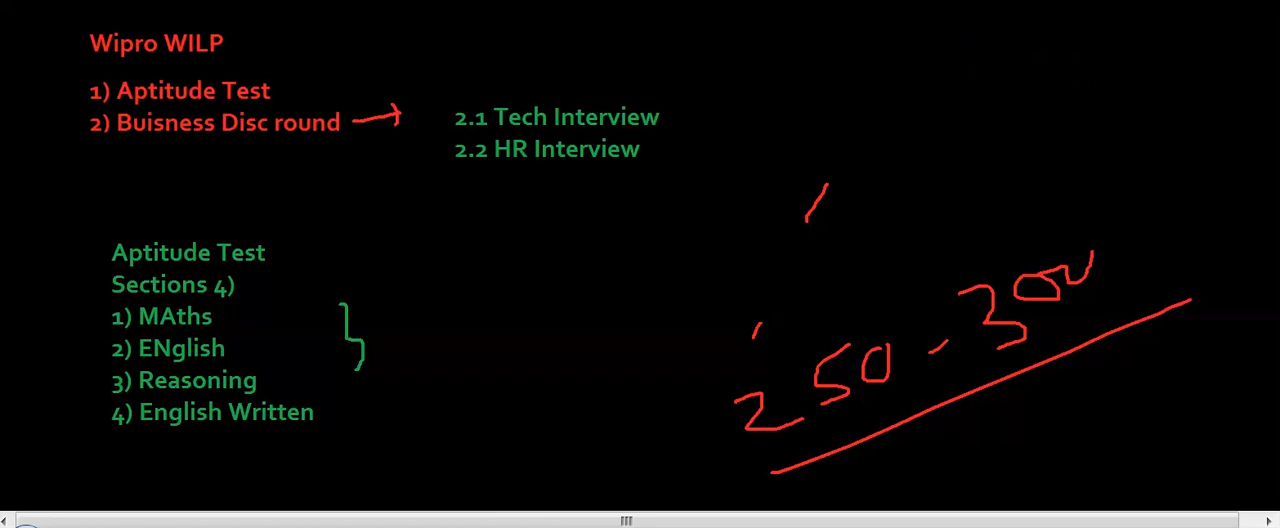 Wipro WILP
1) Aptitude Test
2) Buisness Disc round
2.1 Tech Interview
2.2 HR Interview
Aptitude Test
Sections 4)
1) MAths
2) ENglish
3) Reasoning
4) English Written
250 - 300